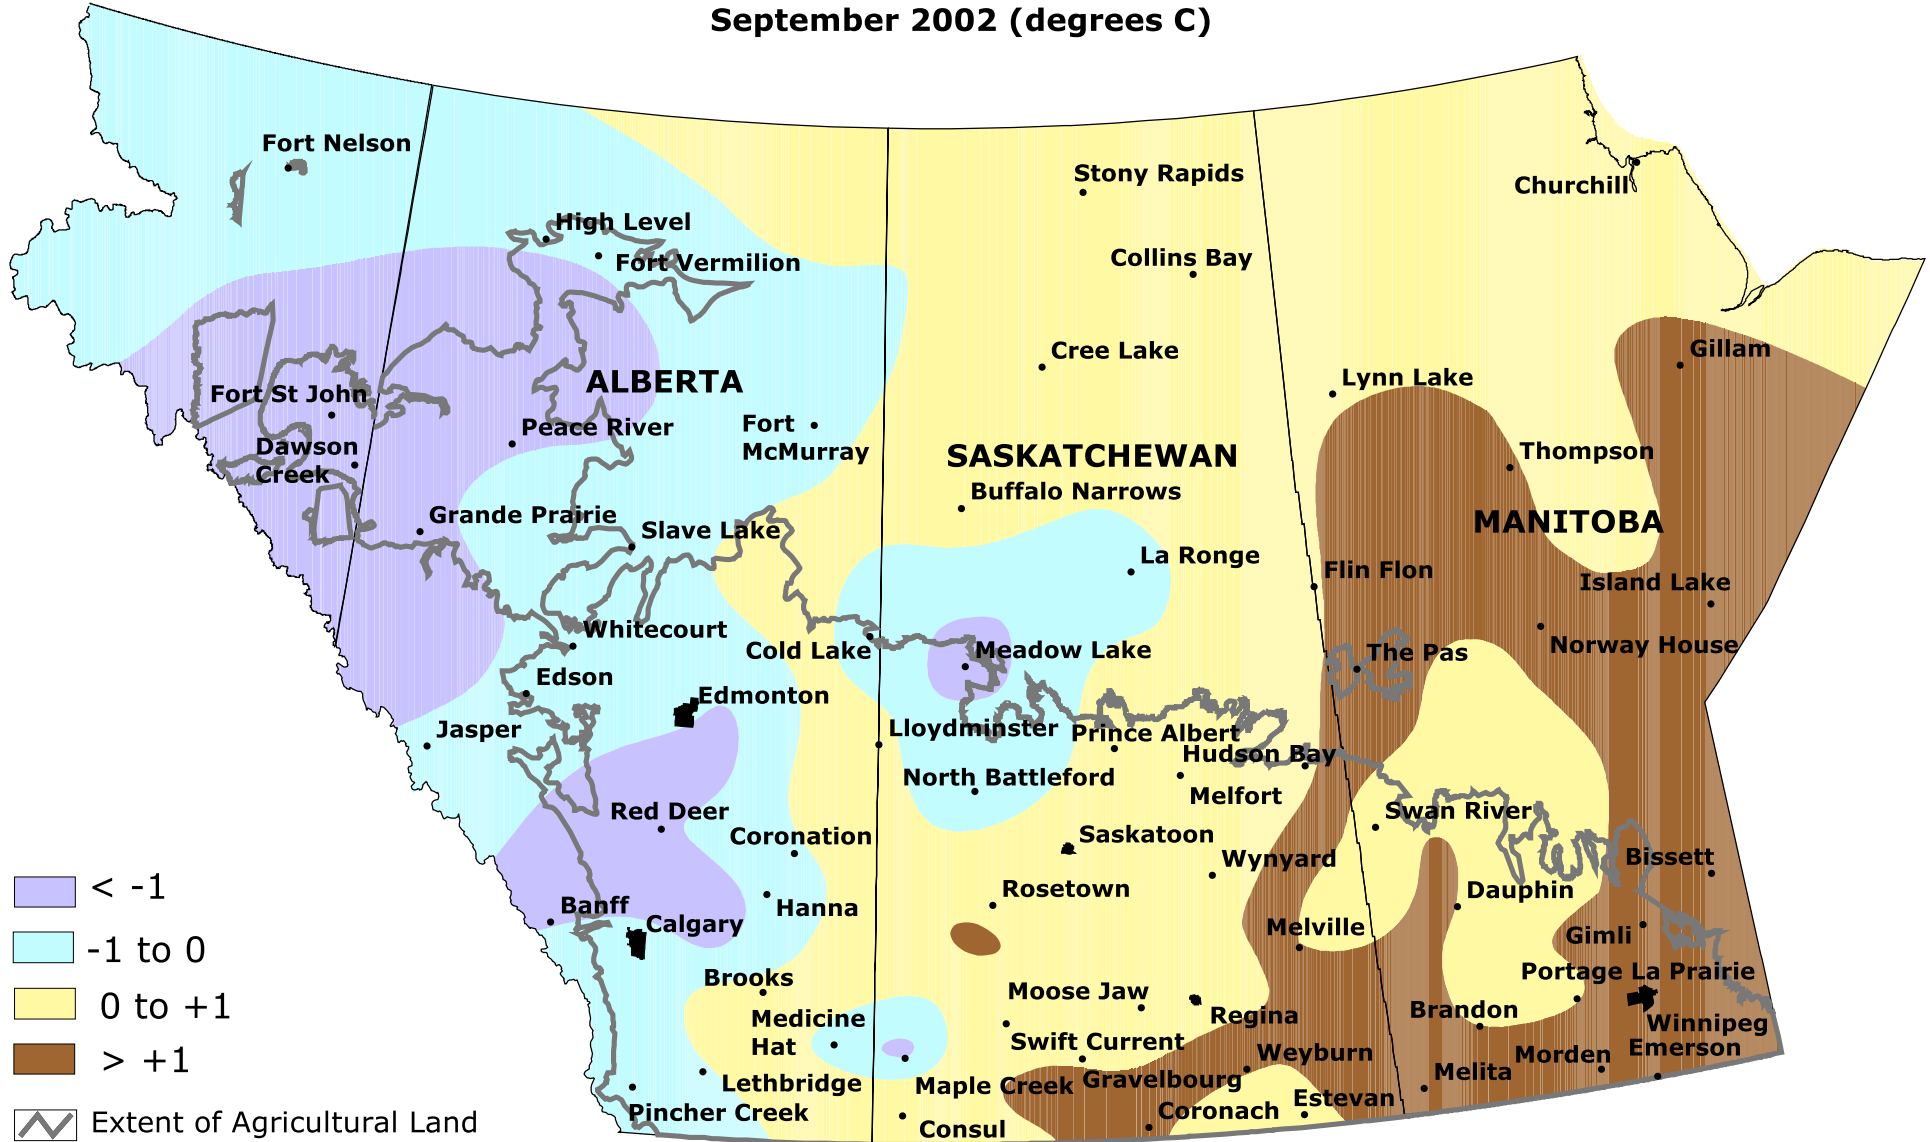 September 2002 (degrees C)
Fort Nelson
Stony Rapids
Churchill
High Level
Fort Vermilion
Collins Bay
Cree Lake
Gillam
ALBERTA
Lynn Lake
Fort St John
Peace River
Fort
McMurray
Dawson
Creek
SASKATCHEWAN
Thompson
Buffalo Narrows
Grande Prairie
MANITOBA
Slave Lake
La Ronge
Flin Flon
Island Lake
Whitecourt
Cold Lake
Meadow Lake
The Pas
Norway House
Edson
Edmonton
Jasper
Lloydminster
Prince Albert
Hudson Bay
North Battleford
Melfort
Red Deer
Swan River
Coronation
Saskatoon
Wynyard
Bissett
Rosetown
Dauphin
< -1
Banff
Hanna
Calgary
Melville
Gimli
-1 to 0
Brooks
Portage La Prairie
Moose Jaw
0 to +1
Medicine
Hat
Regina
Brandon
Winnipeg
Swift Current
Weyburn
Morden
Emerson
> +1
Lethbridge
Maple Creek
Gravelbourg
Melita
Pincher Creek
Coronach
Estevan
Extent of Agricultural Land
Consul